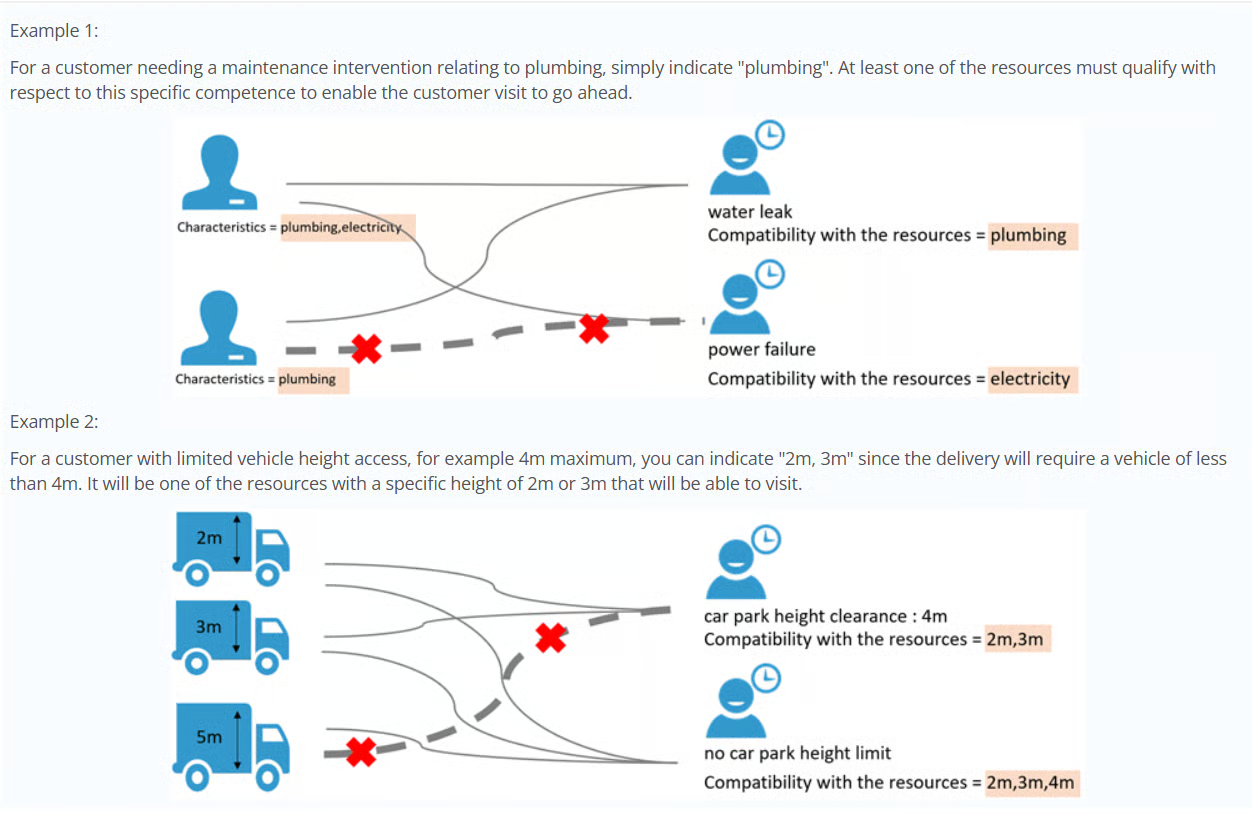 Example 1:
For a customer needing a maintenance intervention relating to plumbing, simply indicate "plumbing". At least one of the resources must qualify with
respect to this specific competence to enable the customer visit to go ahead.
water leak
Characteristics = plumbing,electricity
Compatibility with the resources = plumbing
power failure
Characteristics = plumbing
Compatibility with the resources = electricity
Example 2:
For a customer with limited vehicle height access, for example 4m maximum, you can indicate "2m, 3m" since the delivery will require a vehicle of less
than 4m. It will be one of the resources with a specific height of 2m or 3m that will be able to visit.
2m
3m
car park height clearance : 4m
Compatibility with the resources = 2m,3m
5m
no car park height limit
Compatibility with the resources = 2m,3m,4m